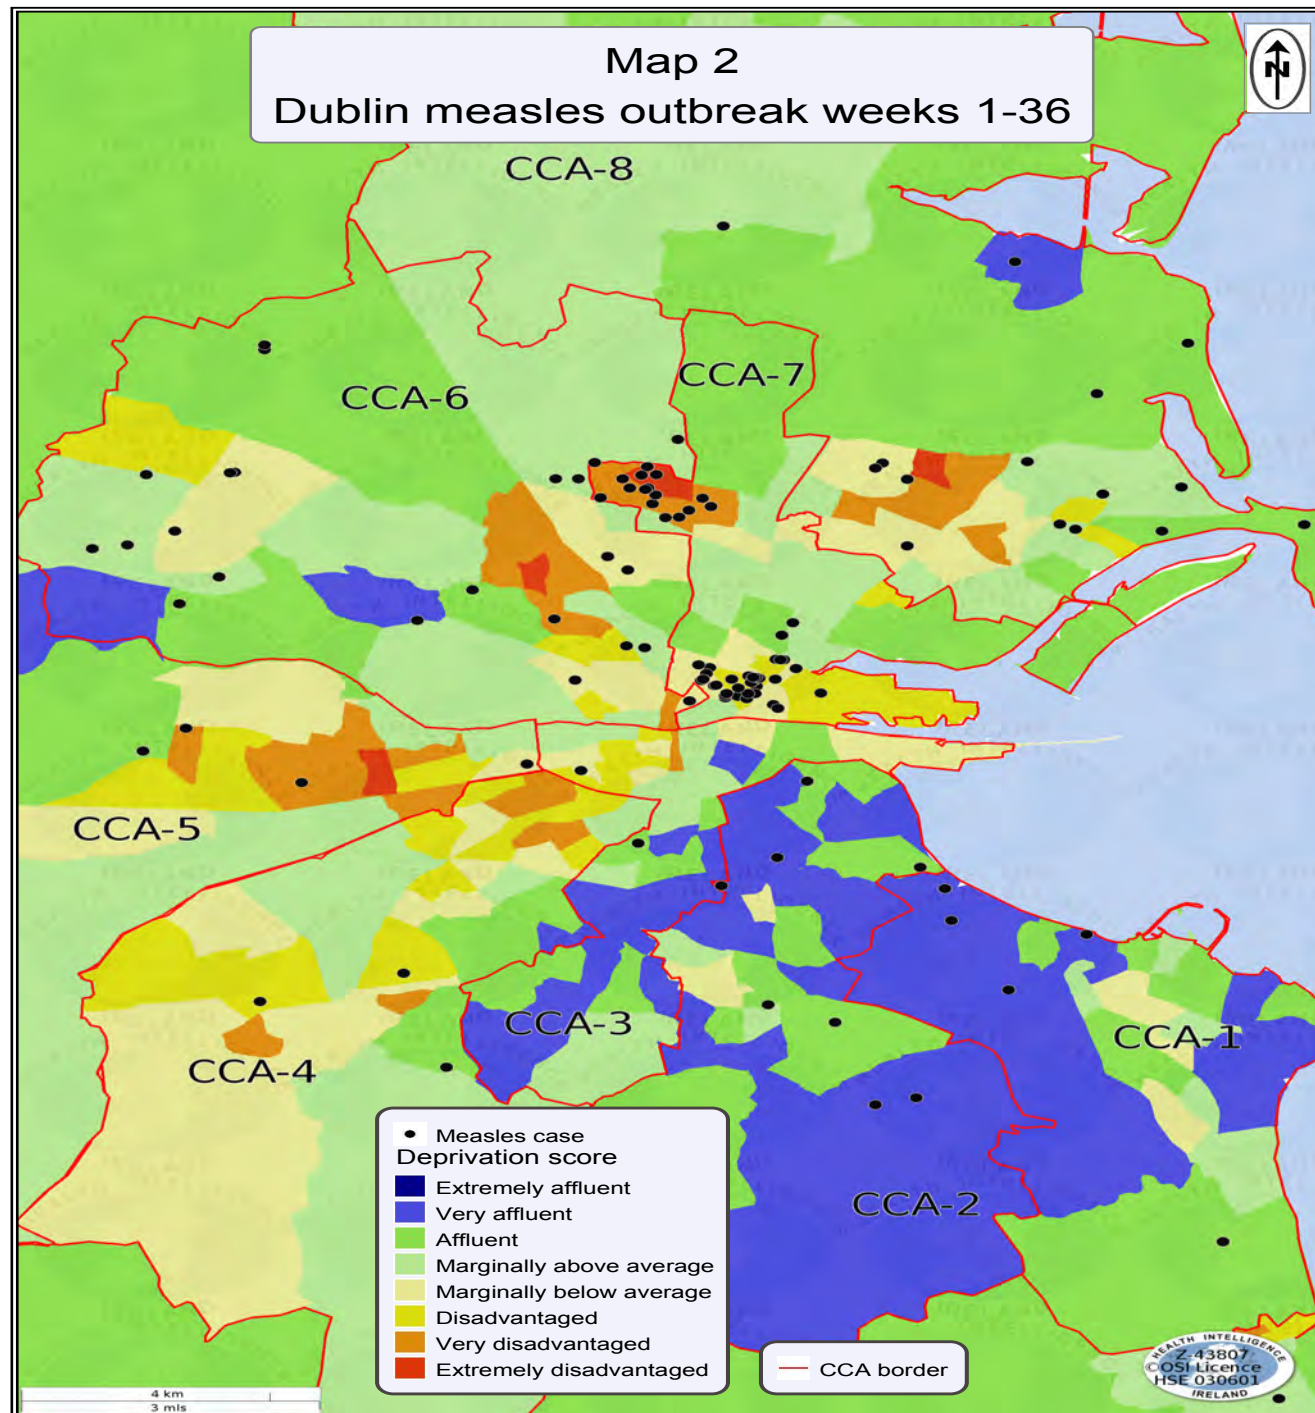 Map 2
Dublin measles outbreak weeks 1-36
N
CCA-8
CCA-7
CCA-6
CCA-5
CCA-3
CCA-1
CCA-4
CCA-2
Measles case
Deprivation score
Extremely affluent
Very affluent
Affluent
Marginally above average
Marginally below average
Disadvantaged
Very disadvantaged
Extremely disadvantaged
CCA border
HEALTH INTELLIGENCE
Z-43807
©OSI Licence
HSE 030601
IRELAND
4 km
3 mls